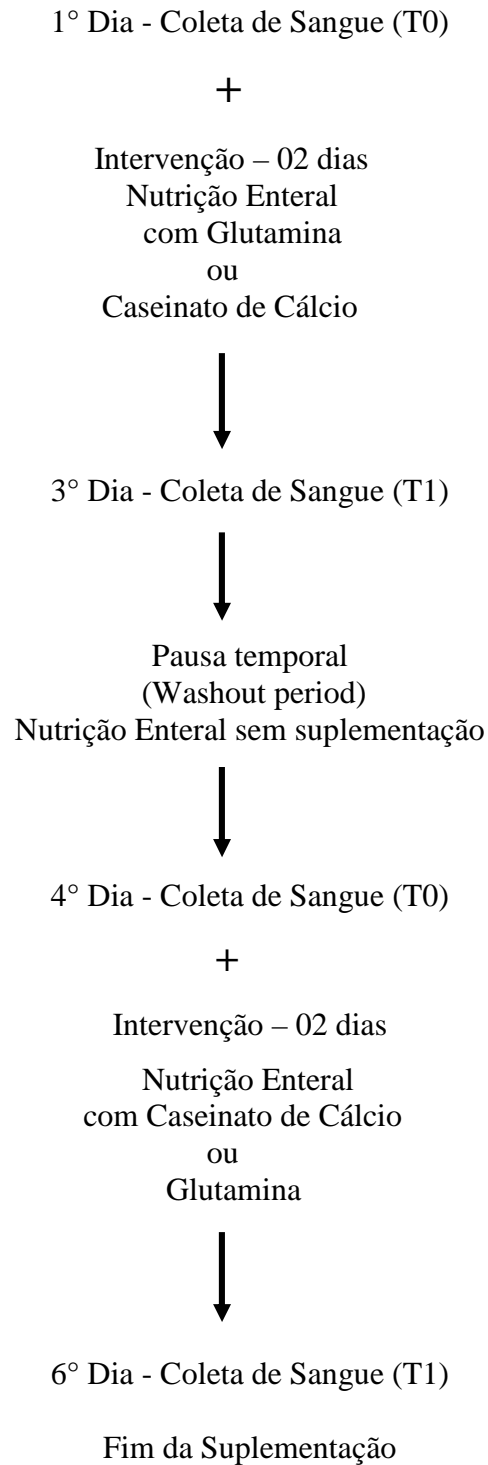 1° Dia - Coleta de Sangue (T0)
+
Intervenção – 02 dias
Nutrição Enteral
com Glutamina
ou
Caseinato de Cálcio
3° Dia - Coleta de Sangue (T1)
Pausa temporal
(Washout period)
Nutrição Enteral sem suplementação
4° Dia - Coleta de Sangue (T0)
+
Intervenção – 02 dias
Nutrição Enteral
com Caseinato de Cálcio
ou
Glutamina
6° Dia - Coleta de Sangue (T1)
Fim da Suplementação